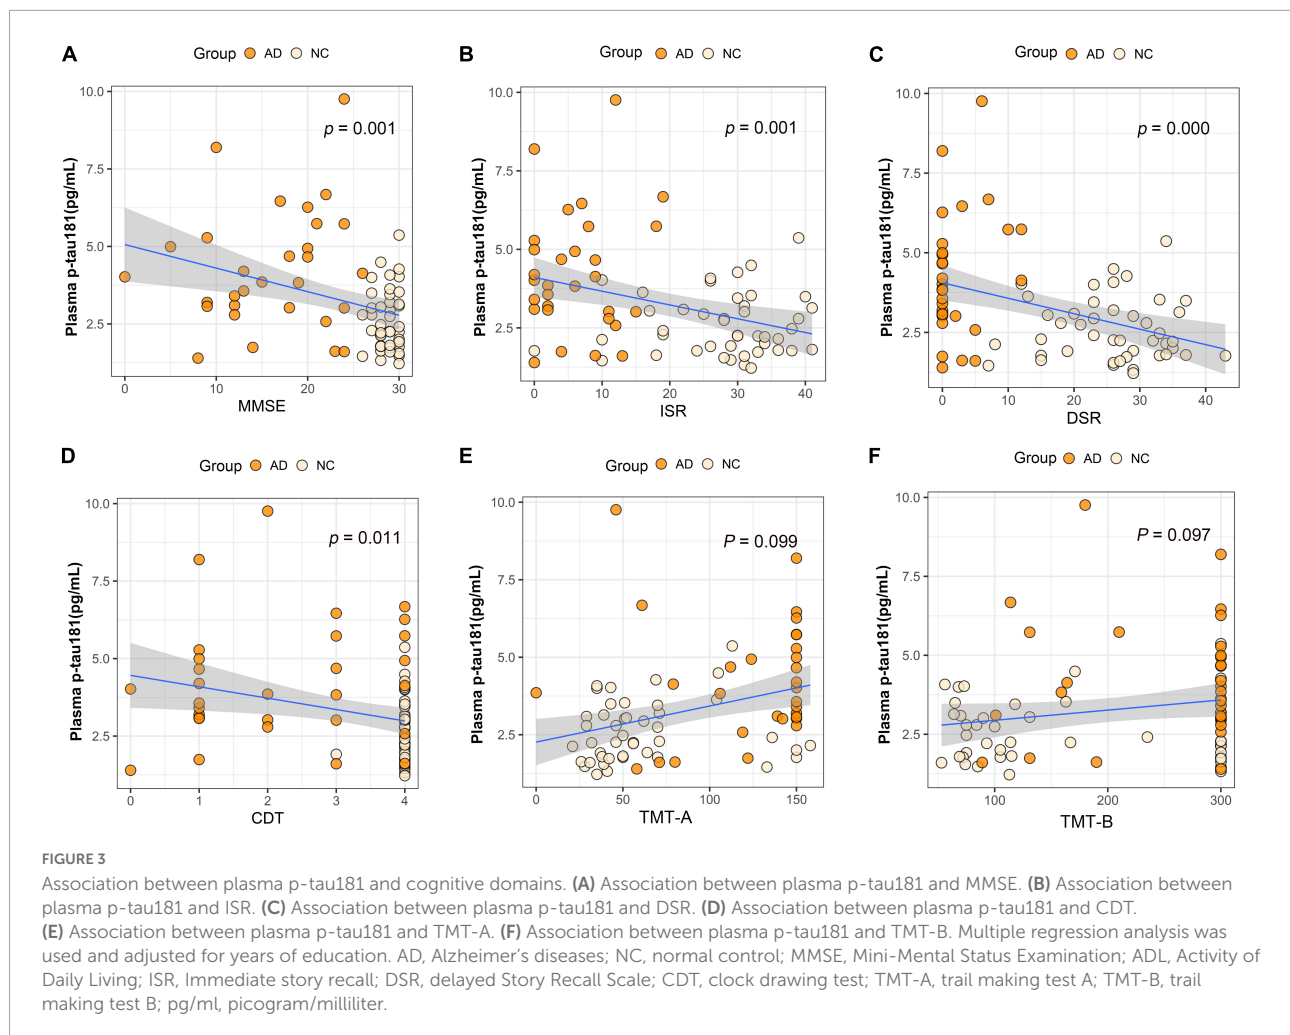 A
Group AD NC
Plasma p-tau181(pg/mL)
10.0
7.5
5.0
2.5
p = 0.001
0 10 20 30
MMSE
B
Group AD NC
Plasma p-tau181(pg/mL)
10.0
7.5
5.0
2.5
p = 0.001
0 10 20 30 40
ISR
C
Group AD NC
Plasma p-tau181(pg/mL)
10.0
7.5
5.0
2.5
p = 0.000
0 10 20 30 40
DSR
D
Group AD NC
Plasma p-tau181(pg/mL)
10.0
7.5
5.0
2.5
p = 0.011
0 1 2 3 4
CDT
E
Group AD NC
Plasma p-tau181(pg/mL)
10.0
7.5
5.0
2.5
P = 0.099
0 50 100 150
TMT-A
F
Group AD NC
Plasma p-tau181(pg/mL)
10.0
7.5
5.0
2.5
P = 0.097
100 200 300
TMT-B
FIGURE 3
Association between plasma p-tau181 and cognitive domains. (A) Association between plasma p-tau181 and MMSE. (B) Association between
plasma p-tau181 and ISR. (C) Association between plasma p-tau181 and DSR. (D) Association between plasma p-tau181 and CDT.
(E) Association between plasma p-tau181 and TMT-A. (F) Association between plasma p-tau181 and TMT-B. Multiple regression analysis was
used and adjusted for years of education. AD, Alzheimer's diseases; NC, normal control; MMSE, Mini-Mental Status Examination; ADL, Activity of
Daily Living; ISR, Immediate story recall; DSR, delayed Story Recall Scale; CDT, clock drawing test; TMT-A, trail making test A; TMT-B, trail
making test B; pg/ml, picogram/milliliter.